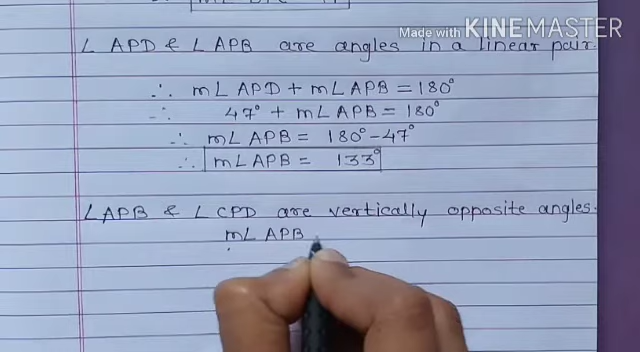 Made with KINEMASTER
∠ APD & ∠ APB are angles in a linear pair.
∴ m∠ APD + m∠ APB = 180°
∴ 47° + m∠ APB = 180°
∴ m∠ APB = 180° - 47°
∴ m∠ APB = 133°
∠APB & ∠ CPD are vertically opposite angles.
m∠ APB